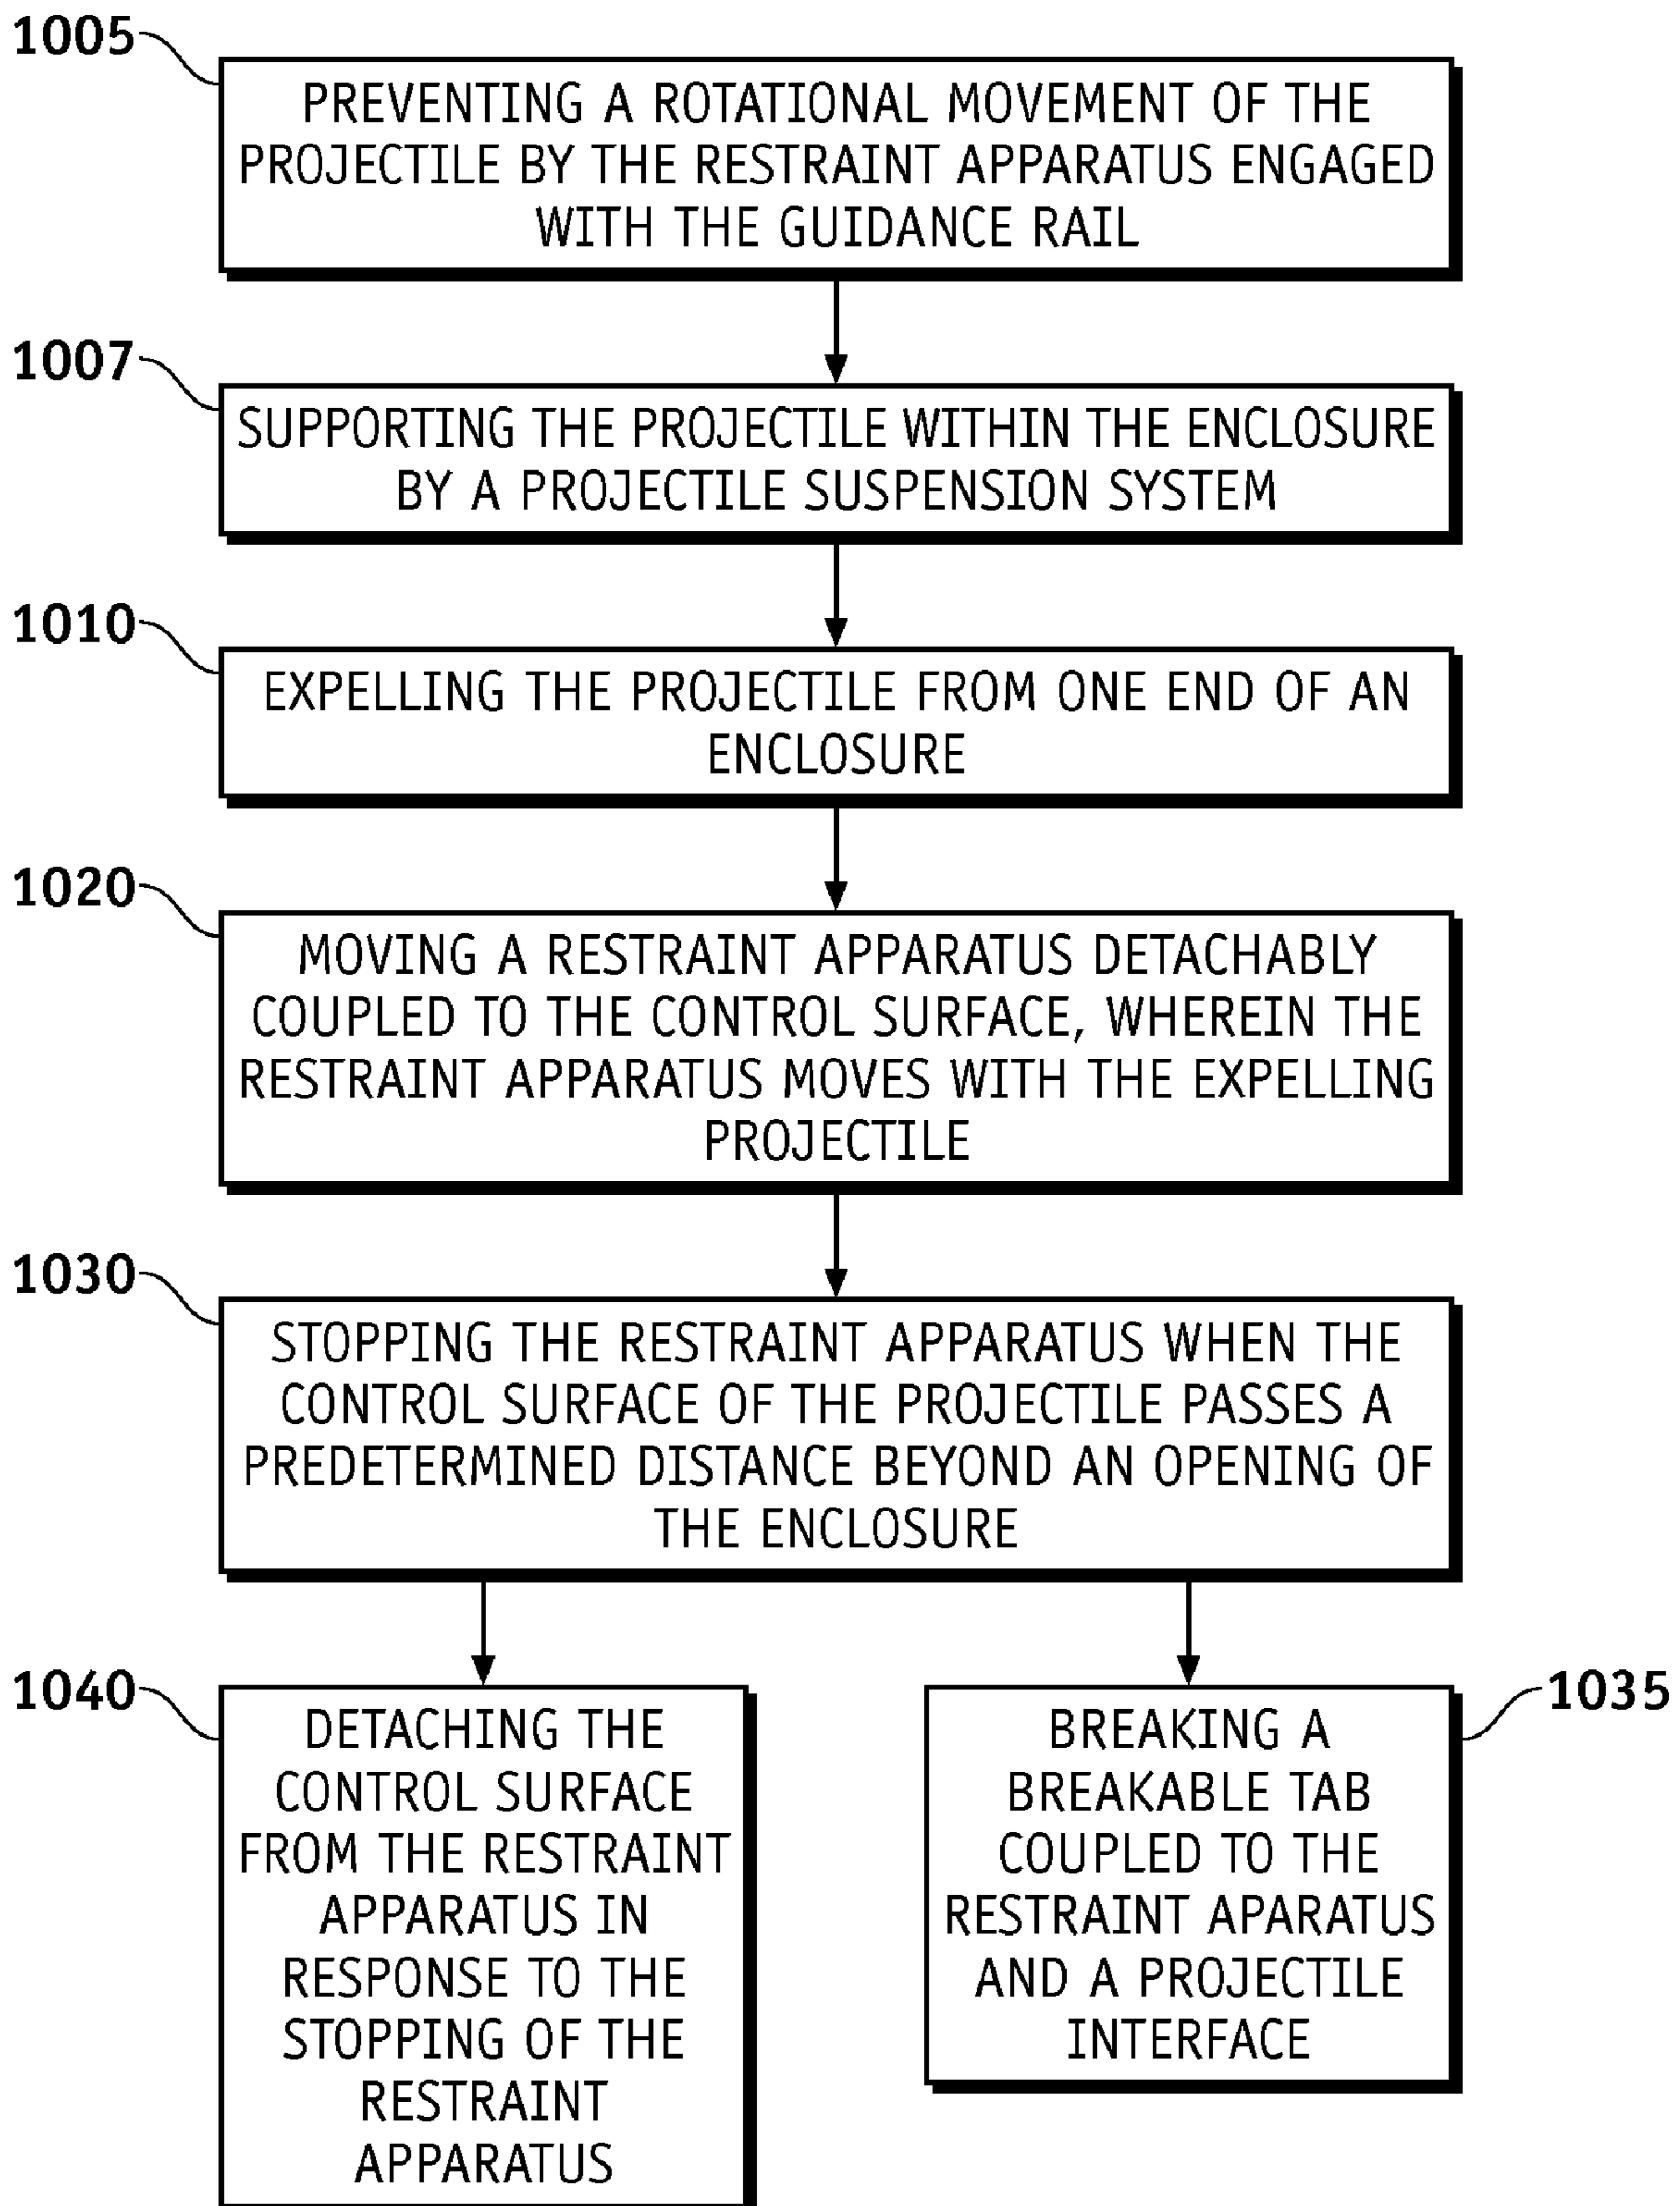 1005
PREVENTING A ROTATIONAL MOVEMENT OF THE
PROJECTILE BY THE RESTRAINT APPARATUS ENGAGED
WITH THE GUIDANCE RAIL
1007
SUPPORTING THE PROJECTILE WITHIN THE ENCLOSURE
BY A PROJECTILE SUSPENSION SYSTEM
1010
EXPELLING THE PROJECTILE FROM ONE END OF AN
ENCLOSURE
1020
MOVING A RESTRAINT APPARATUS DETACHABLY
COUPLED TO THE CONTROL SURFACE, WHEREIN THE
RESTRAINT APPARATUS MOVES WITH THE EXPELLING
PROJECTILE
1030
STOPPING THE RESTRAINT APPARATUS WHEN THE
CONTROL SURFACE OF THE PROJECTILE PASSES A
PREDETERMINED DISTANCE BEYOND AN OPENING OF
THE ENCLOSURE
1040
DETACHING THE
CONTROL SURFACE
FROM THE RESTRAINT
APPARATUS IN
RESPONSE TO THE
STOPPING OF THE
RESTRAINT
APPARATUS
1035
BREAKING A
BREAKABLE TAB
COUPLED TO THE
RESTRAINT APARATUS
AND A PROJECTILE
INTERFACE